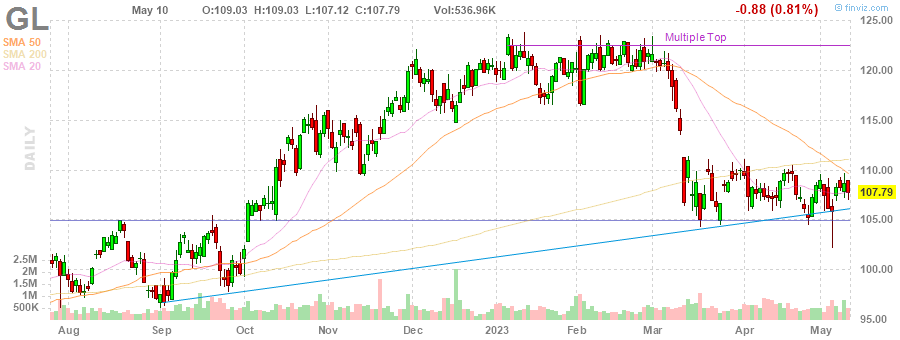 GL May 10 O:109.03 H:109.03 L:107.12 C:107.79 Vol:536.96K -0.88 (0.81%) © finviz.com
SMA 50
SMA 200
SMA 20
DAILY
Multiple Top
125.00
120.00
115.00
110.00
107.79
105.00
100.00
95.00
2.5M
2M
1.5M
1M
500K
Aug Sep Oct Nov Dec 2023 Feb Mar Apr May